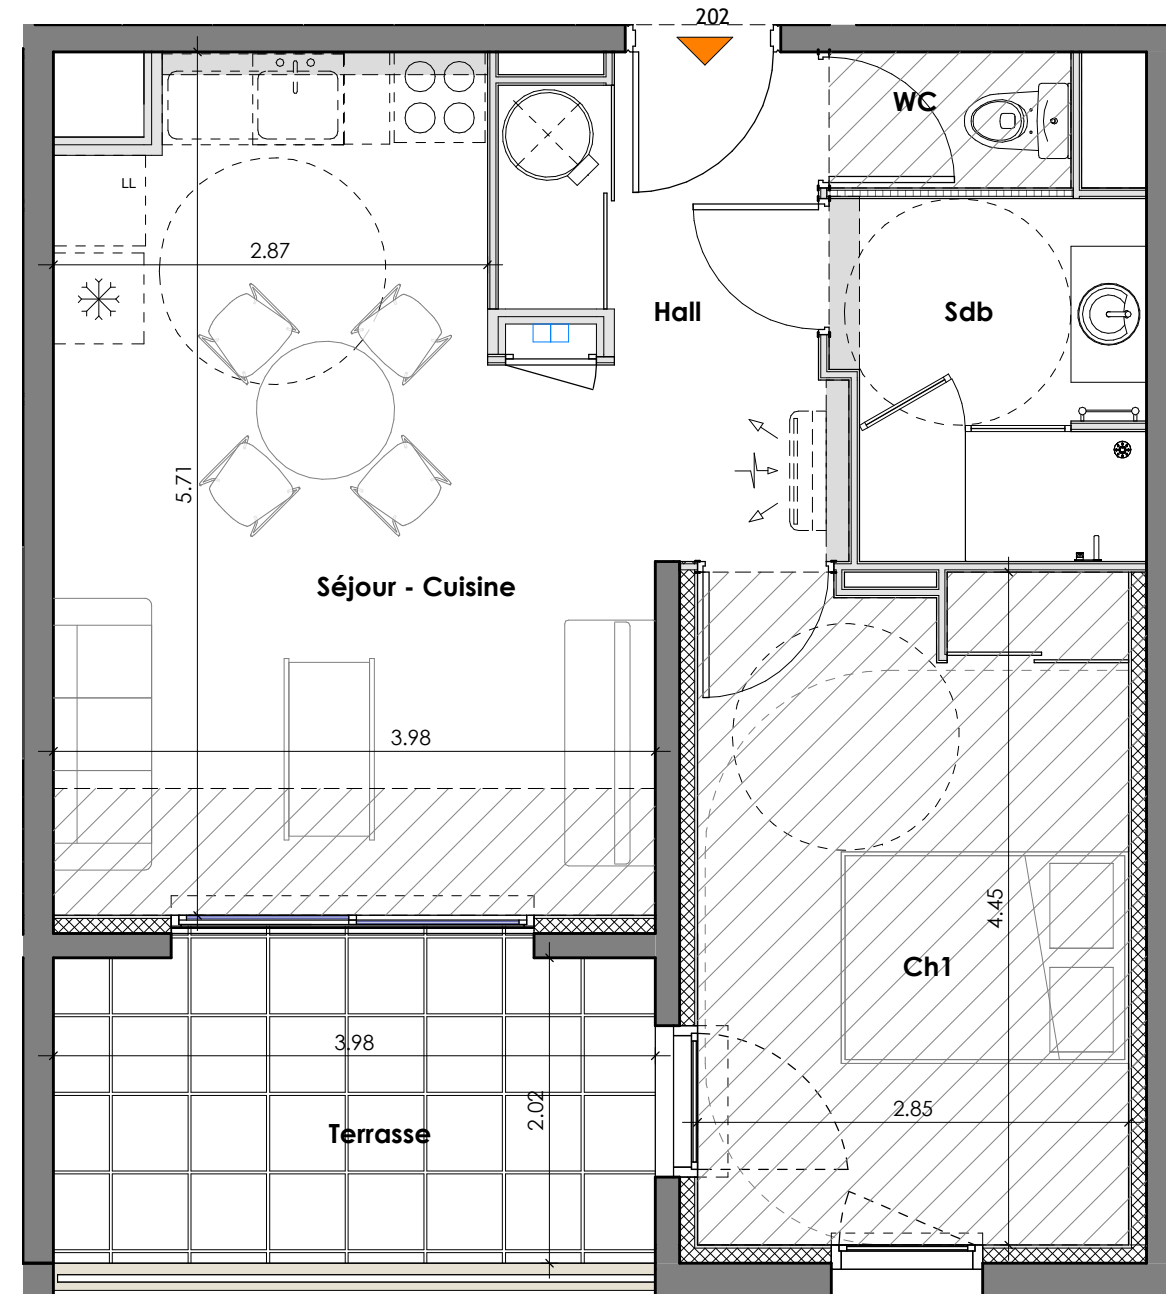 202
WC
LL
2.87
Hall
Sdb
5.71
Séjour - Cuisine
3.98
4.45
Ch1
3.98
2.02
2.85
Terrasse